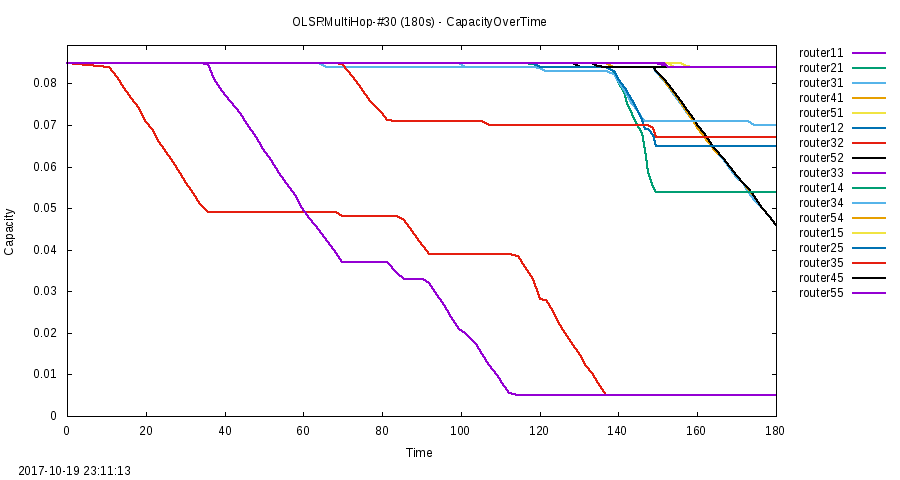 OLSRMultiHop-#30 (180s) - CapacityOverTime
Capacity
0.08
0.07
0.06
0.05
0.04
0.03
0.02
0.01
0
0 20 40 60 80 100 120 140 160 180
Time
router11
router21
router31
router41
router51
router12
router32
router52
router33
router14
router34
router54
router15
router25
router35
router45
router55
2017-10-19 23:11:13